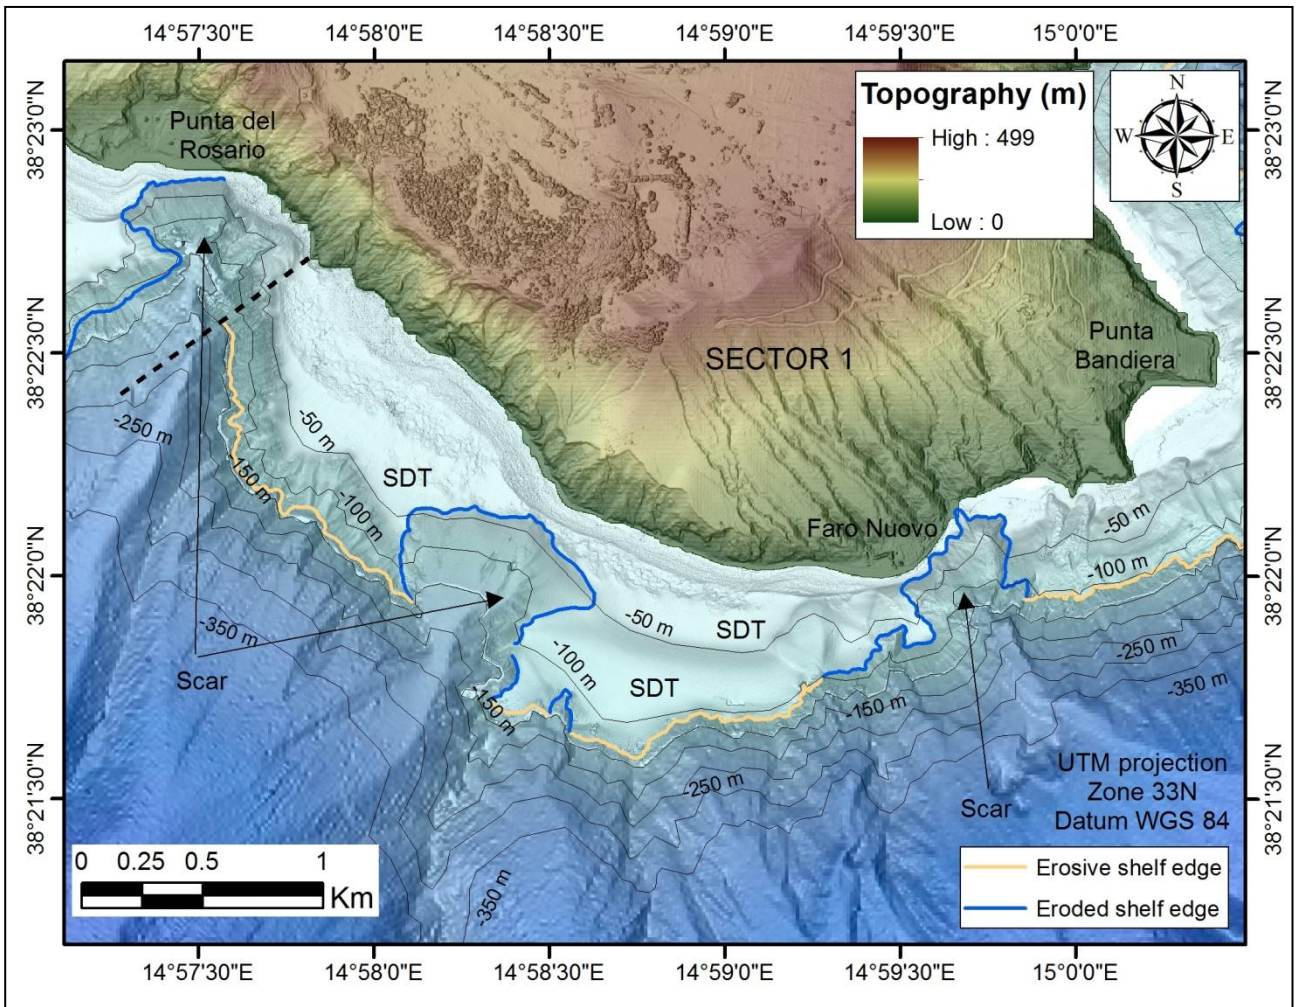 14°57'30"E
14°58'0"E
14°58'30"E
14°59'0"E
14°59'30"E
15°0'0"E
38°23'0"N
38°22'30"N
38°22'0"N
38°21'30"N
Punta del
Rosario
Topography (m)
High : 499
Low : 0
N
W
E
S
38°23'0"N
38°22'30"N
38°22'0"N
38°21'30"N
SECTOR 1
Punta
Bandiera
-250 m
-50 m
SDT
-150 m
-100 m
Faro Nuovo
-50 m
-100 m
-350 m
Scar
-50 m
SDT
-100 m
SDT
-150 m
-250 m
-350 m
-150 m
-250 m
-350 m
Scar
UTM projection
Zone 33N
Datum WGS 84
0
0.25
0.5
1
Km
Erosive shelf edge
Eroded shelf edge
14°57'30"E
14°58'0"E
14°58'30"E
14°59'0"E
14°59'30"E
15°0'0"E